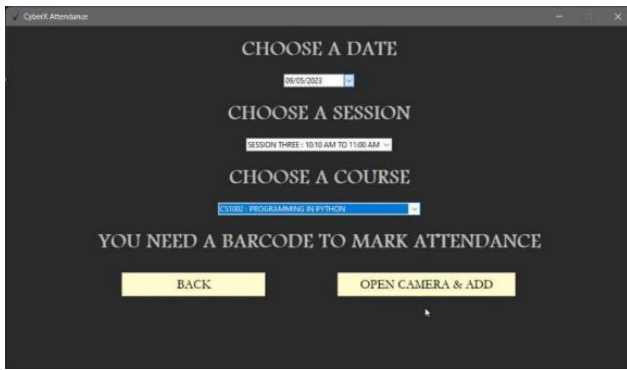 CyberX Attendance
CHOOSE A DATE
09/05/2023
CHOOSE A SESSION
SESSION THREE : 10:10 AM TO 11:00 AM
CHOOSE A COURSE
CS1002 : PROGRAMMING IN PYTHON
YOU NEED A BARCODE TO MARK ATTENDANCE
BACK OPEN CAMERA & ADD